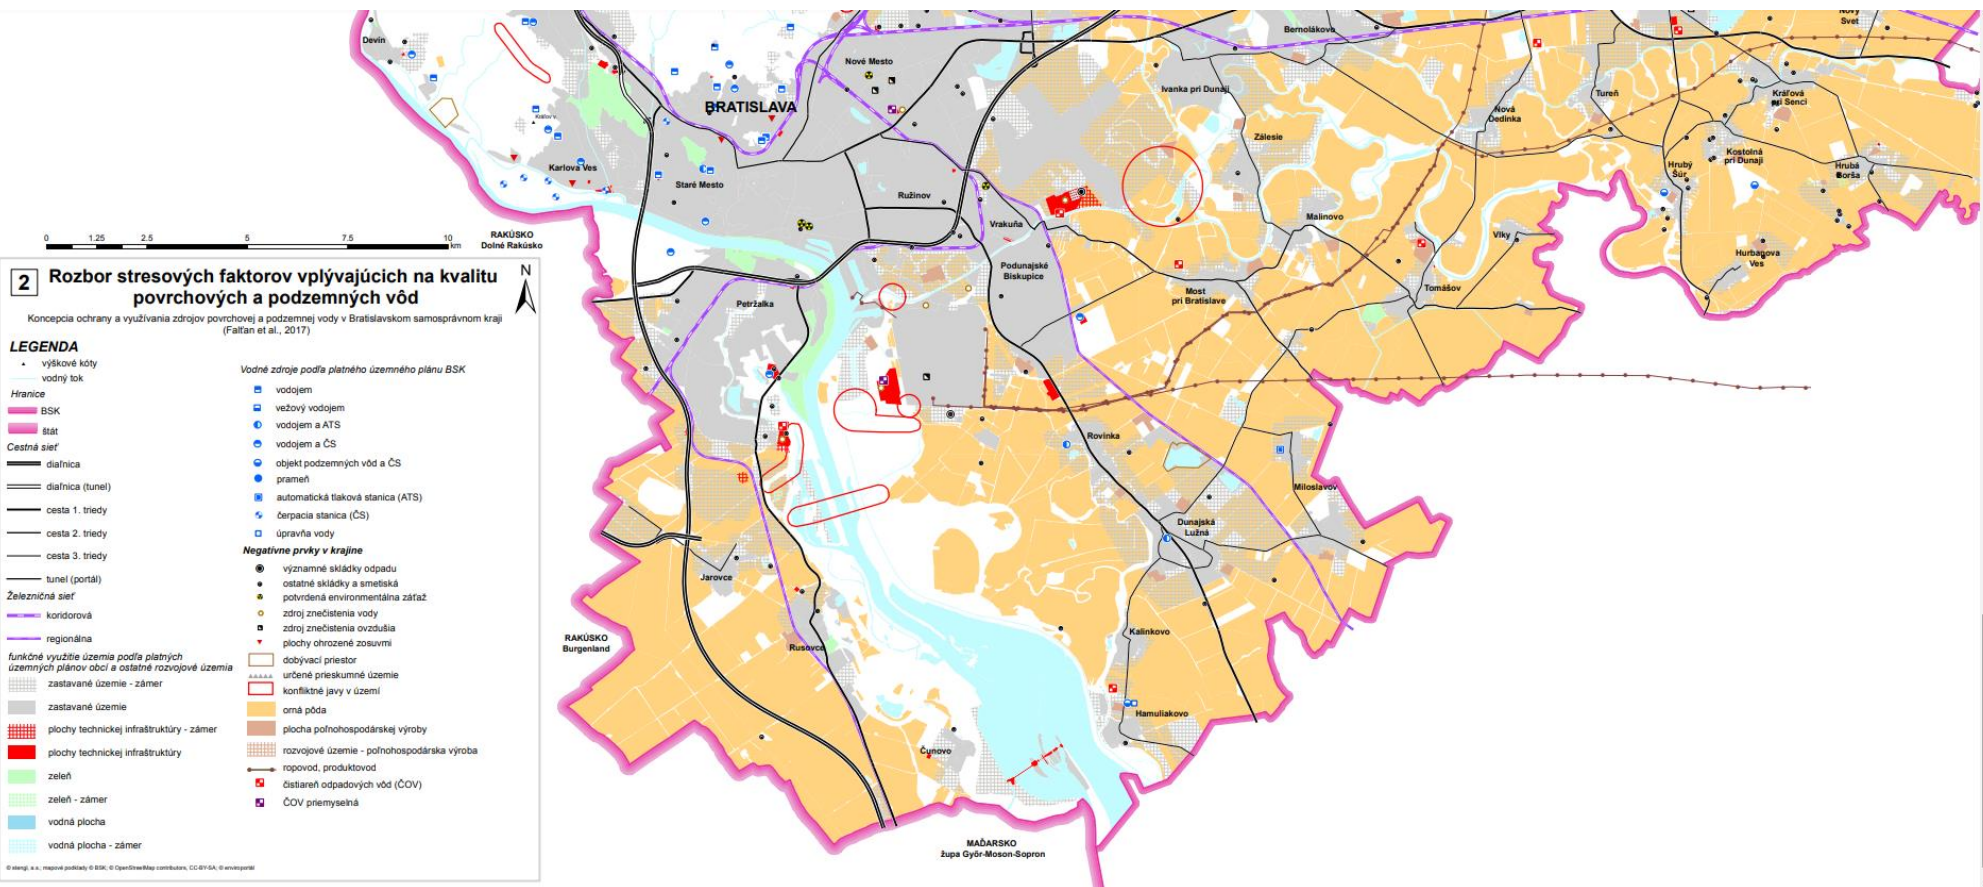 Devín
Nové Mesto
Bernolákovo
Nový
Svet
BRATISLAVA
Ivanka pri Dunaji
Nová
Dedinka
Tureň
Kráľová
pri Senci
Karlova Ves
Staré Mesto
Zálesie
Hrubý
Šúr
Kostolná
pri Dunaji
Hrubá
Borša
Ružinov
Vrakuňa
Malinovo
Vlky
Hurbanova
Ves
RAKÚSKO
Dolné Rakúsko
0 1.25 2.5 5 7.5 10 km
Podunajské
Biskupice
Most
pri Bratislave
Tomášov
Petržalka
Rovinka
Miloslavov
Dunajská
Lužná
Jarovce
RAKÚSKO
Burgenland
Rusovce
Kalinkovo
Hamuliakovo
Čunovo
MAĎARSKO
župa Győr-Moson-Sopron
2
Rozbor stresových faktorov vplývajúcich na kvalitu
povrchových a podzemných vôd
N
Koncepcia ochrany a využívania zdrojov povrchovej a podzemnej vody v Bratislavskom samosprávnom kraji
(Falťan et al., 2017)
LEGENDA
výškové kóty
vodný tok
Hranice
BSK
štát
Cestná sieť
diaľnica
diaľnica (tunel)
cesta 1. triedy
cesta 2. triedy
cesta 3. triedy
tunel (portál)
Železničná sieť
koridorová
regionálna
funkčné využitie územia podľa platných
územných plánov obcí a ostatné rozvojové územia
zastavané územie - zámer
zastavané územie
plochy technickej infraštruktúry - zámer
plochy technickej infraštruktúry
zeleň
zeleň - zámer
vodná plocha
vodná plocha - zámer
Vodné zdroje podľa platného územného plánu BSK
vodojem
vežový vodojem
vodojem a ATS
vodojem a ČS
objekt podzemných vôd a ČS
prameň
automatická tlaková stanica (ATS)
čerpacia stanica (ČS)
úpravňa vody
Negatívne prvky v krajine
významné skládky odpadu
ostatné skládky a smetiská
potvrdená environmentálna záťaž
zdroj znečistenia vody
zdroj znečistenia ovzdušia
plochy ohrozené zosuvmi
dobývací priestor
určené prieskumné územie
konfliktné javy v území
orná pôda
plocha poľnohospodárskej výroby
rozvojové územie - poľnohospodárska výroba
ropovod, produktovod
čistiareň odpadových vôd (ČOV)
ČOV priemyselná
mapové podklady © BSK; © OpenStreetMap contributors, CC-BY-SA; © enviroportál